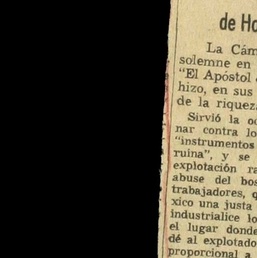 de Ho
La Cám
solemne en
"El Apóstol
hizo, en sus
de la riquez
Sirvió la oc
nar contra lo
"instrumentos
ruina", y se
explotación ra
abuse del bos
trabajadores, q
xico una justa
industrialice lo
el lugar donde
dé al explotado
proporcional a